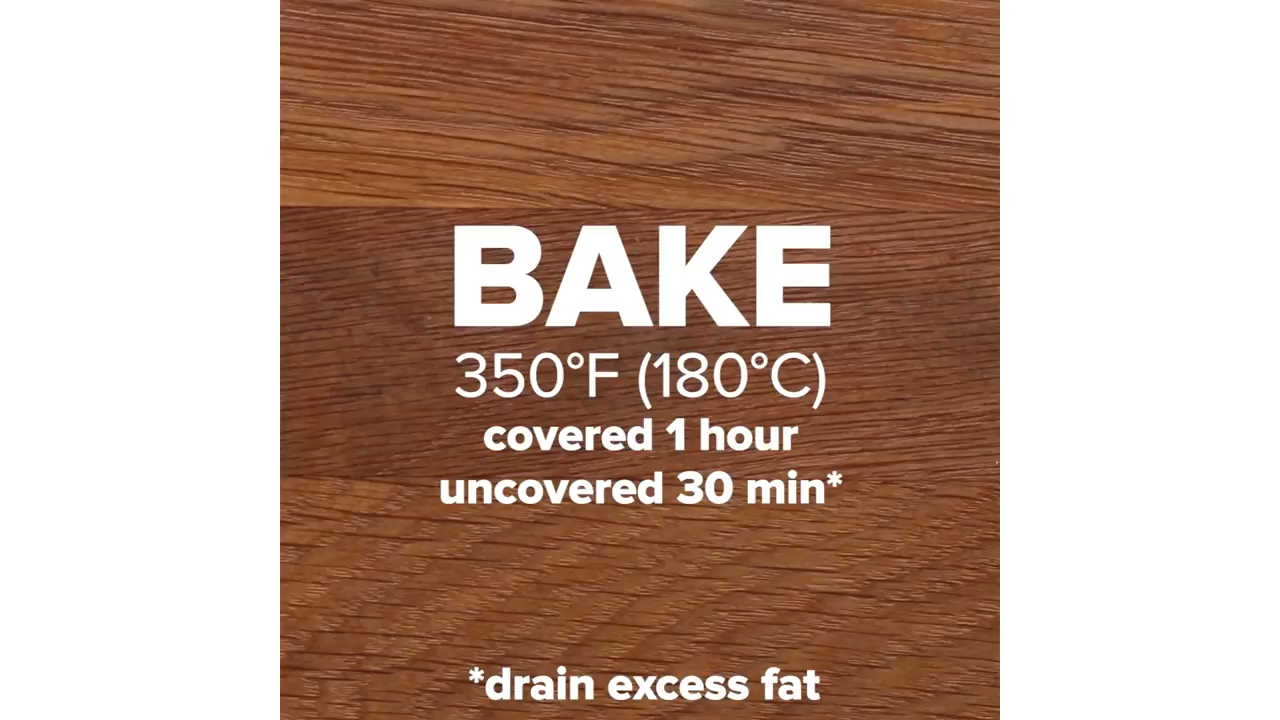 BAKE
350°F (180°C)
covered 1 hour
uncovered 30 min*
*drain excess fat